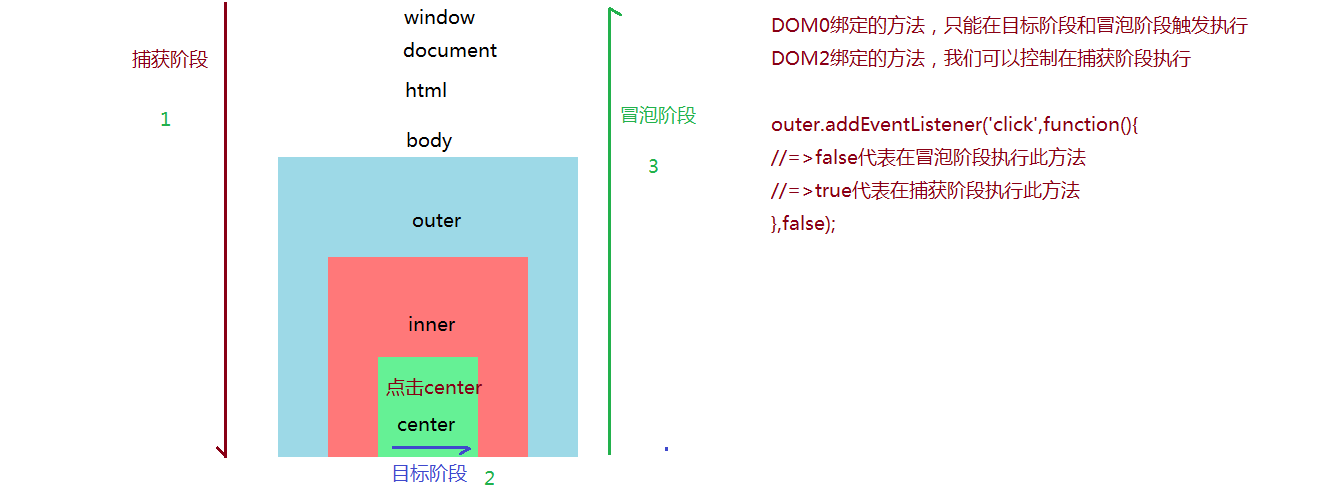 window
document
html
body
捕获阶段
1
outer
inner
点击center
center
目标阶段
2
冒泡阶段
3
DOM0绑定的方法，只能在目标阶段和冒泡阶段触发执行
DOM2绑定的方法，我们可以控制在捕获阶段执行
outer.addEventListener('click',function(){
//=>false代表在冒泡阶段执行此方法
//=>true代表在捕获阶段执行此方法
},false);